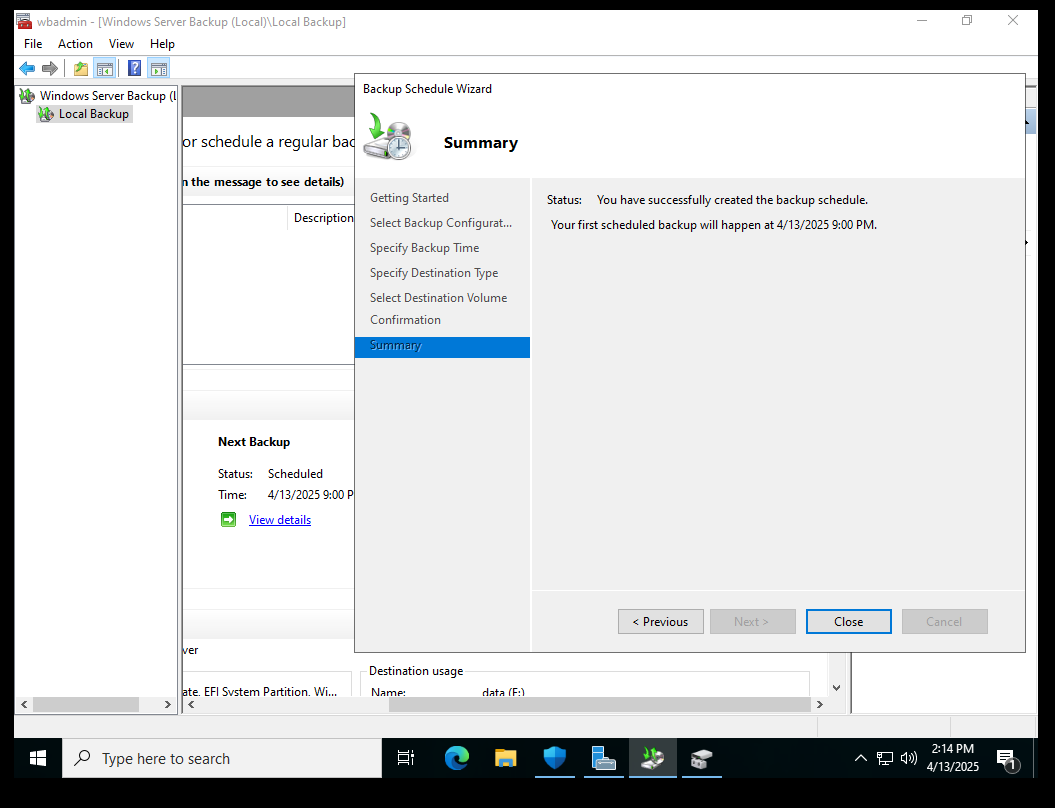 wbadmin - [Windows Server Backup (Local)\Local Backup]
File Action View Help
Windows Server Backup (L
Local Backup
or schedule a regular bac
n the message to see details)
Description
Next Backup
Status: Scheduled
Time: 4/13/2025 9:00 P
View details
ver
ate, EFI System Partition, Wi...
Destination usage
Name: data (E:)
Backup Schedule Wizard
Summary
Getting Started
Select Backup Configurat...
Specify Backup Time
Specify Destination Type
Select Destination Volume
Confirmation
Summary
Status: You have successfully created the backup schedule.
Your first scheduled backup will happen at 4/13/2025 9:00 PM.
< Previous
Next >
Close
Cancel
Type here to search
2:14 PM
4/13/2025
1